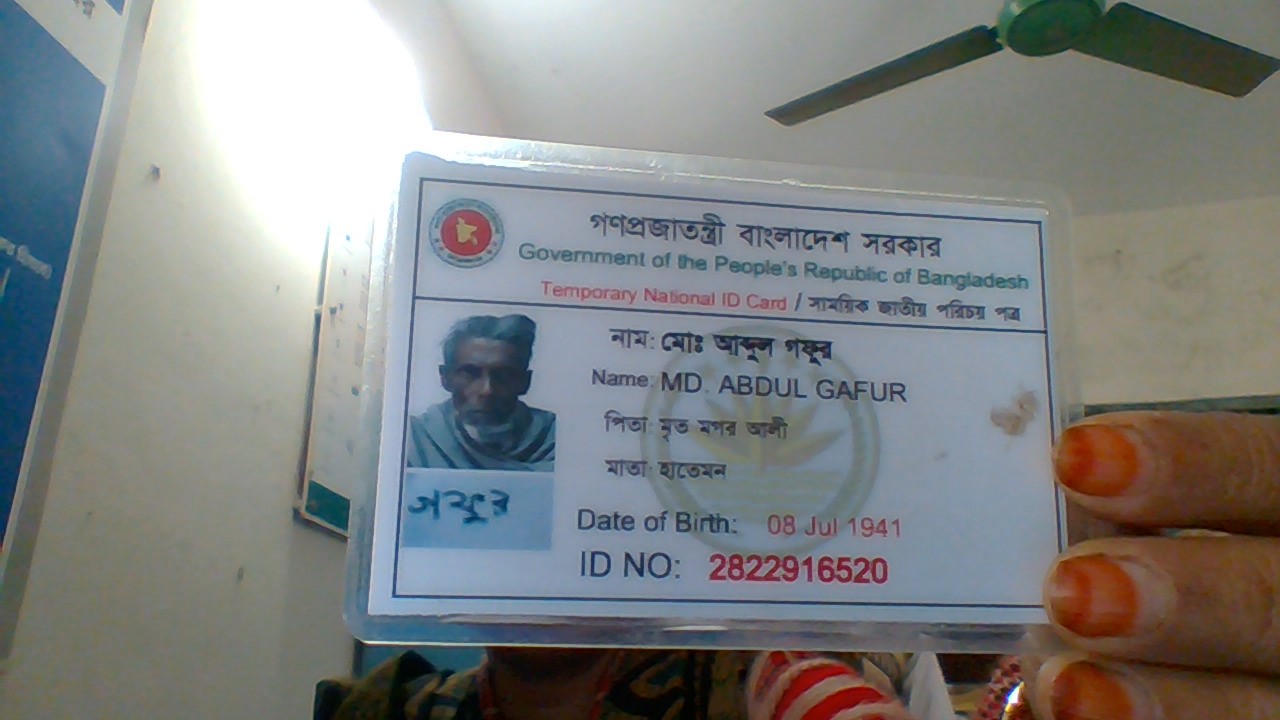 গণপ্রজাতন্ত্রী বাংলাদেশ সরকার
Government of the People's Republic of Bangladesh
Temporary National ID Card / সাময়িক জাতীয় পরিচয় পত্র
নাম: মোঃ আব্দুল গফুর
Name: MD. ABDUL GAFUR
পিতা: মৃত মপর আলী
মাতা: হাতেমন
Date of Birth: 08 Jul 1941
ID NO: 2822916520
গফুর